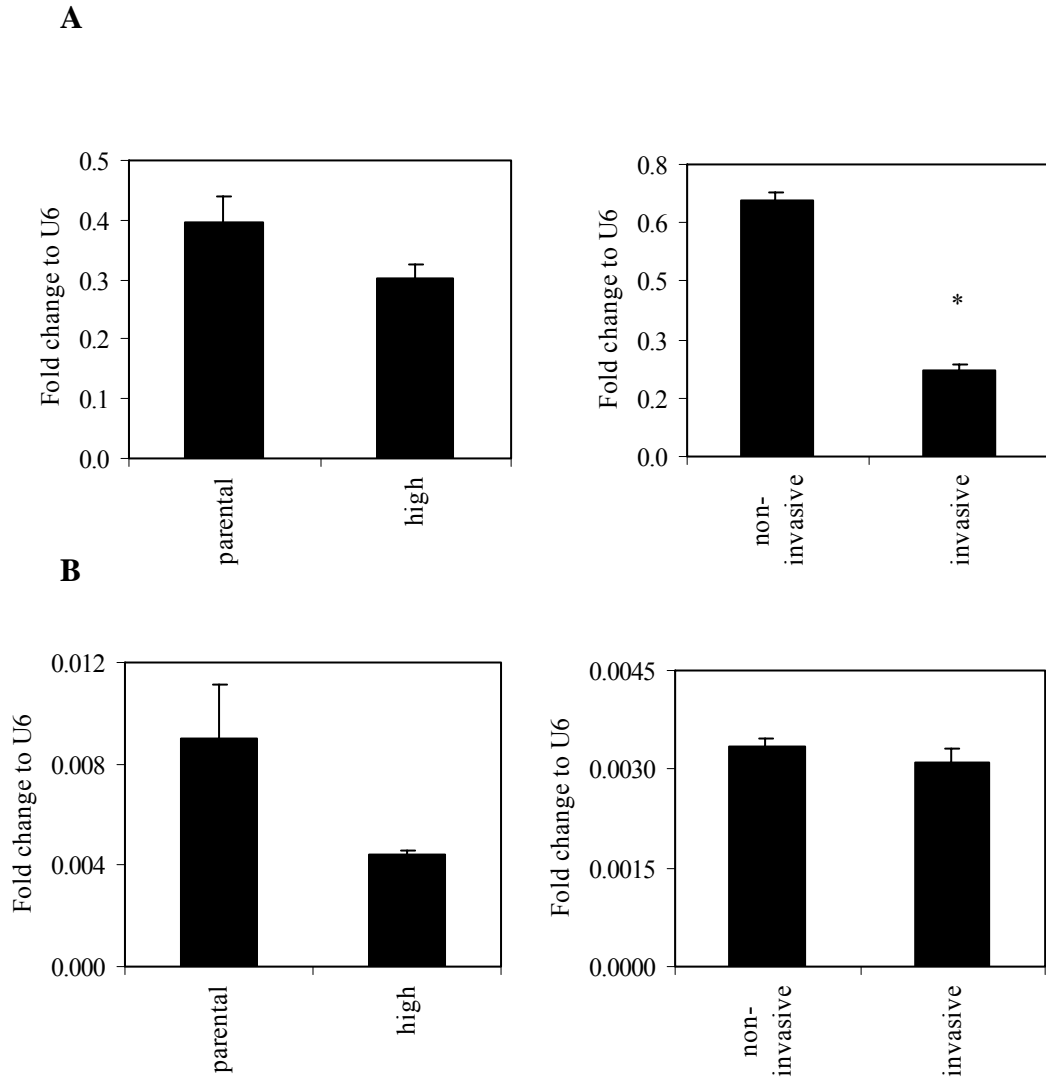 A
Fold change to U6
0.5
0.4
0.3
0.2
0.1
0.0
parental
high
Fold change to U6
0.8
0.6
0.5
0.3
0.2
0.0
*
non-
invasive
invasive
B
Fold change to U6
0.012
0.008
0.004
0.000
parental
high
Fold change to U6
0.0045
0.0030
0.0015
0.0000
non-
invasive
invasive